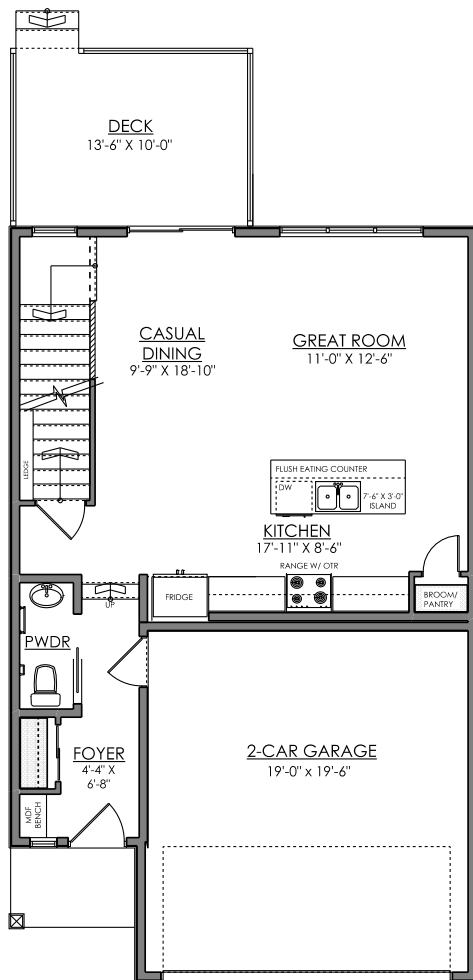 DECK
13'-6" X 10'-0"
CASUAL
DINING
9'-9" X 18'-10"
GREAT ROOM
11'-0" X 12'-6"
LEDGE
FLUSH EATING COUNTER
DW
7'-6" X 3'-0"
ISLAND
KITCHEN
17'-11" X 8'-6"
RANGE W/ OTR
FRIDGE
BROOM/
PANTRY
UP
PWDR
FOYER
4'-4" X
6'-8"
MDF
BENCH
2-CAR GARAGE
19'-0" x 19'-6"